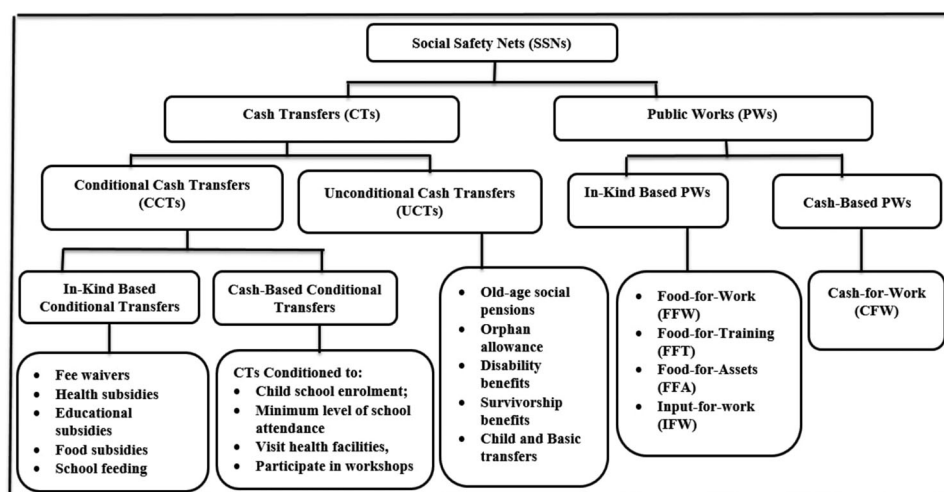 Social Safety Nets (SSNs)
Cash Transfers (CTs)
Public Works (PWs)
Conditional Cash Transfers
(CCTs)
Unconditional Cash Transfers
(UCTs)
In-Kind Based PWs
Cash-Based PWs
In-Kind Based
Conditional Transfers
Cash-Based Conditional
Transfers
• Old-age social
pensions
• Orphan
allowance
• Disability
benefits
• Survivorship
benefits
• Child and Basic
transfers
• Food-for-Work
(FFW)
• Food-for-Training
(FFT)
• Food-for-Assets
(FFA)
• Input-for-work
(IFW)
Cash-for-Work
(CFW)
• Fee waivers
• Health subsidies
• Educational
subsidies
• Food subsidies
• School feeding
CTs Conditioned to:
• Child school enrolment;
• Minimum level of school
attendance
• Visit health facilities,
• Participate in workshops